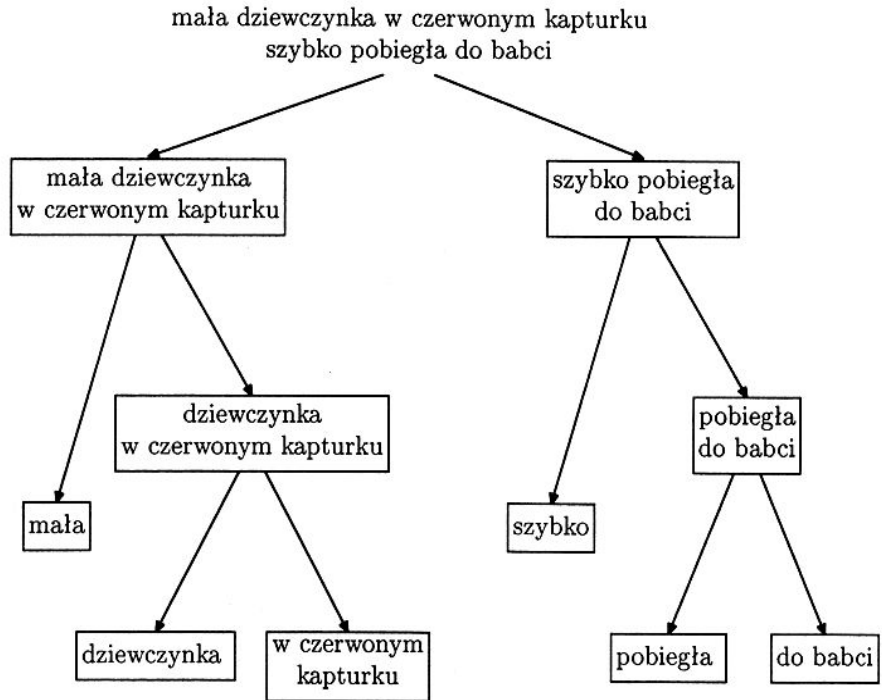 mała dziewczynka w czerwonym kapturku
szybko pobiegła do babci
mała dziewczynka
w czerwonym kapturku
szybko pobiegła
do babci
dziewczynka
w czerwonym kapturku
pobiegła
do babci
mała
szybko
dziewczynka
w czerwonym
kapturku
pobiegła
do babci